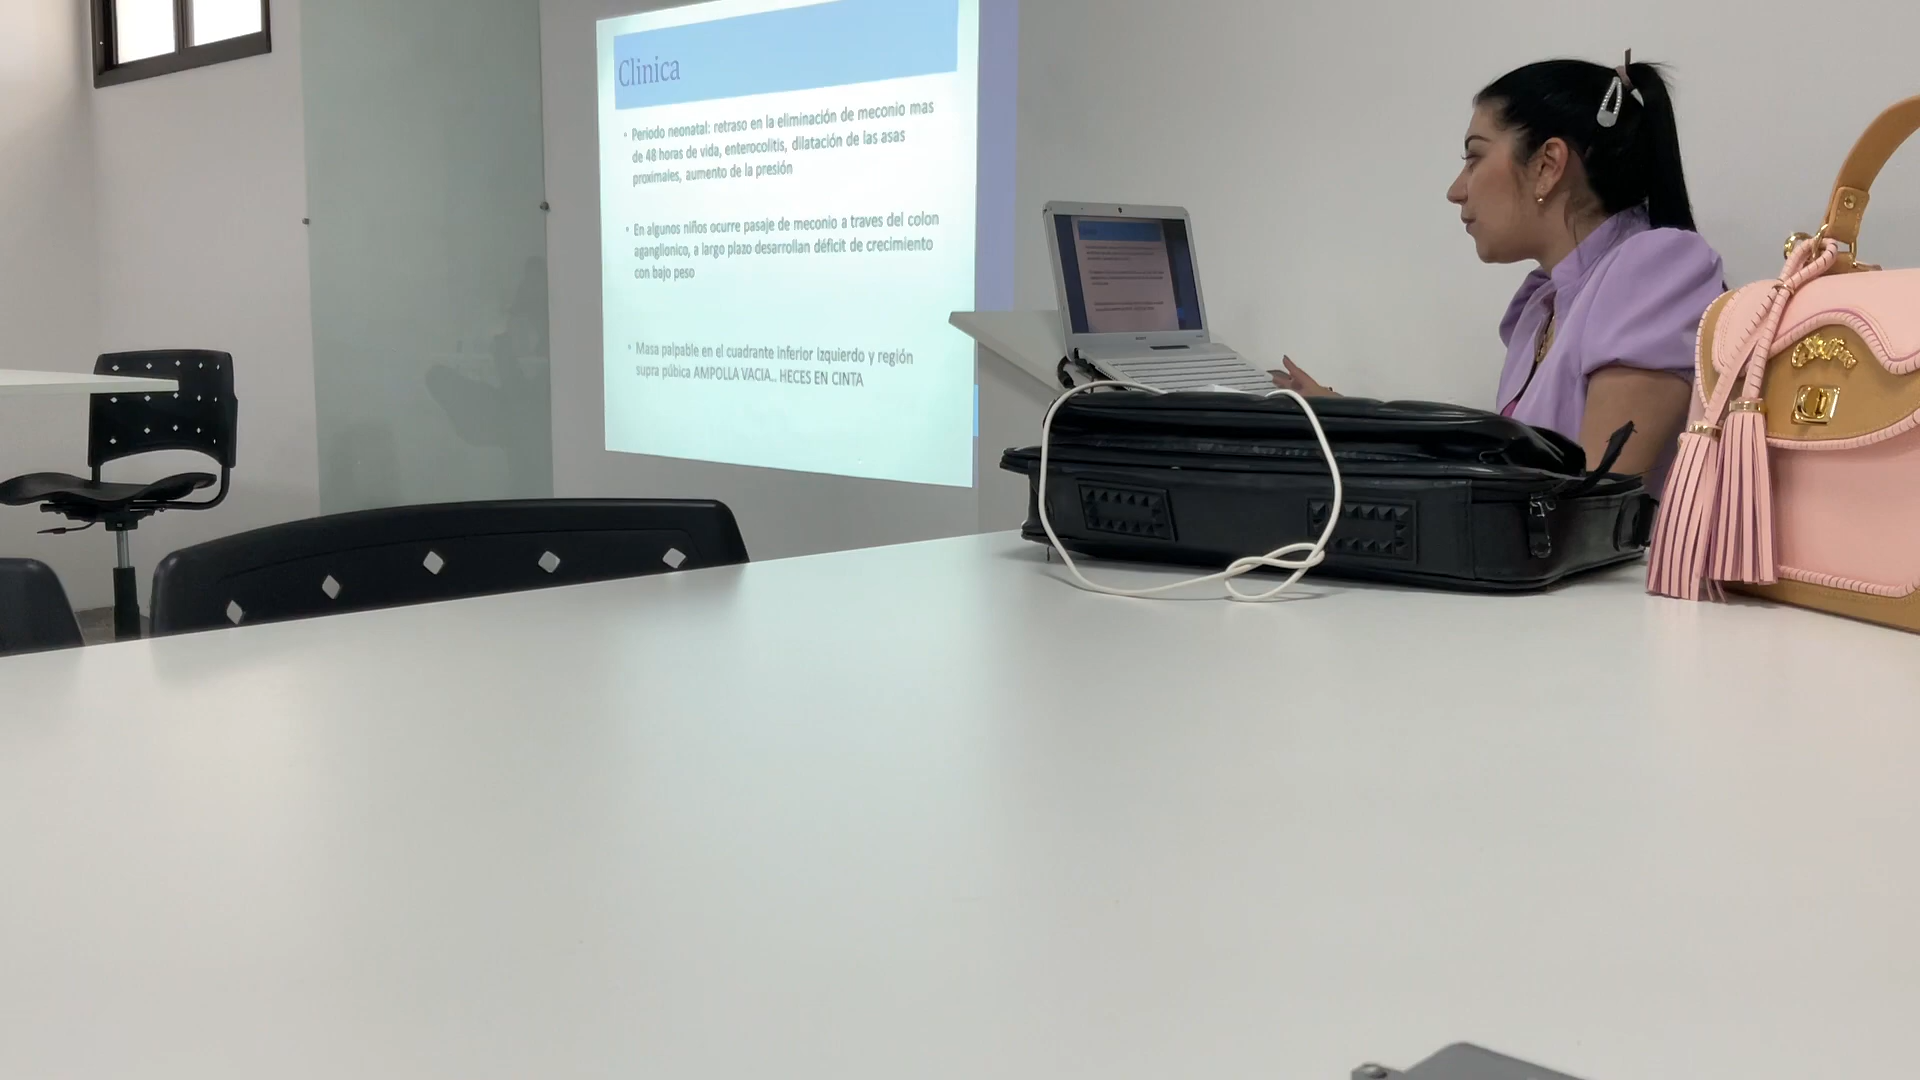 Clinica
• Periodo neonatal: retraso en la eliminación de meconio mas
de 48 horas de vida, enterocolitis, dilatación de las asas
proximales, aumento de la presión
• En algunos niños ocurre pasaje de meconio a traves del colon
aganglionico, a largo plazo desarrollan déficit de crecimiento
con bajo peso
• Masa palpable en el cuadrante inferior izquierdo y región
supra púbica AMPOLLA VACIA.. HECES EN CINTA